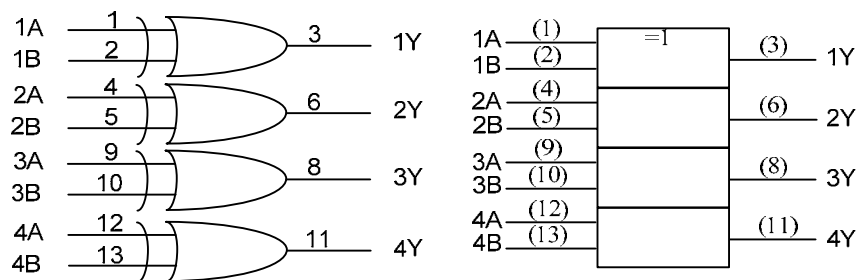 1A 1 3 1Y
1B 2
2A 4 6 2Y
2B 5
3A 9 8 3Y
3B 10
4A 12 11 4Y
4B 13
=1
1A (1) (3) 1Y
1B (2)
2A (4) (6) 2Y
2B (5)
3A (9) (8) 3Y
3B (10)
4A (12) (11) 4Y
4B (13)